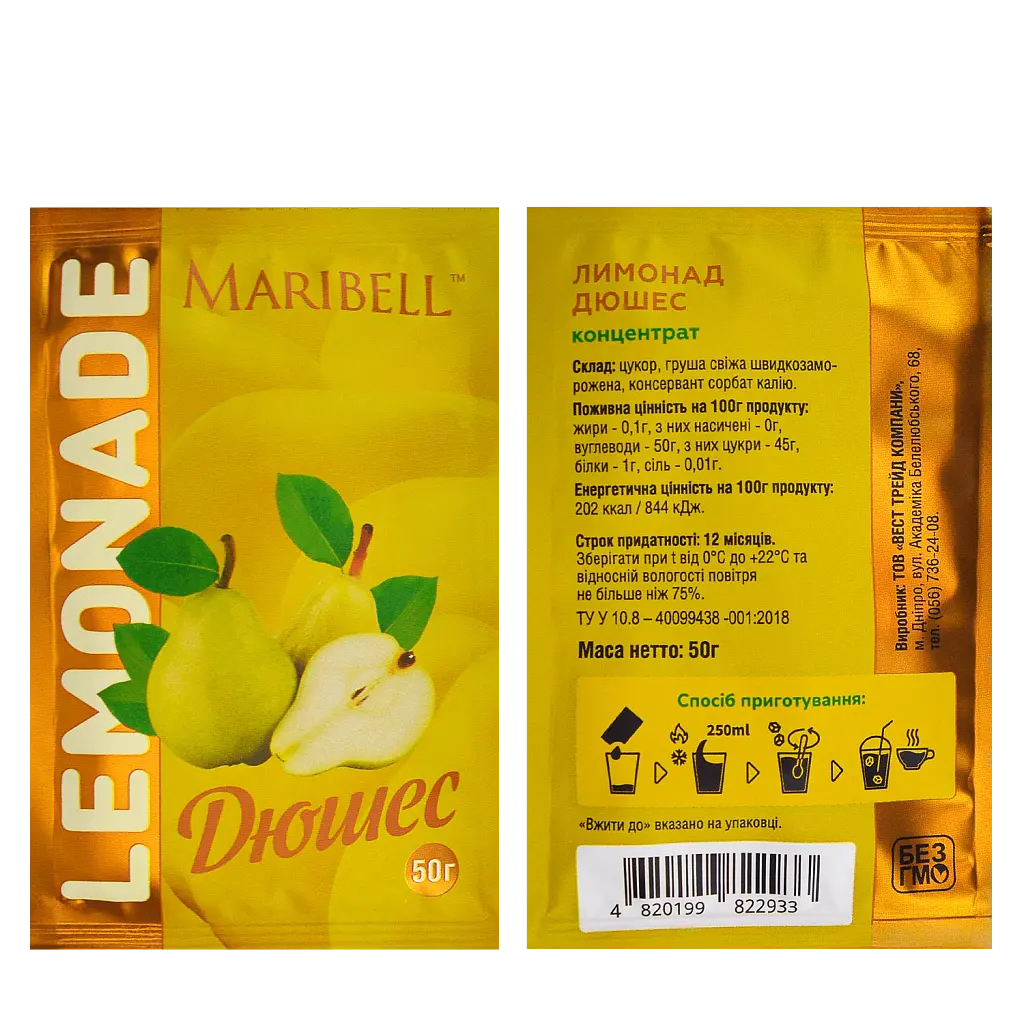 LEMONADE
MARIBELL™
Дюшес
50г
ЛИМОНАД
ДЮШЕС
концентрат
Склад: цукор, груша свіжа швидкозамо-
рожена, консервант сорбат калію.
Поживна цінність на 100г продукту:
жири - 0,1г, з них насичені - 0г,
вуглеводи - 50г, з них цукри - 45г,
білки - 1г, сіль - 0,01г.
Енергетична цінність на 100г продукту:
202 ккал / 844 кДж.
Строк придатності: 12 місяців.
Зберігати при t від 0°С до +22°С та
відносній вологості повітря
не більше ніж 75%.
ТУ У 10.8 – 40099438 -001:2018
Маса нетто: 50г
Виробник: ТОВ «ВЕСТ ТРЕЙД КОМПАНИ»,
м. Дніпро, вул. Академіка Белелюбського, 68,
тел. (056) 736-24-08.
Спосіб приготування:
250ml
«Вжити до» вказано на упаковці.
БЕЗ
ГМО
4 820199 822933